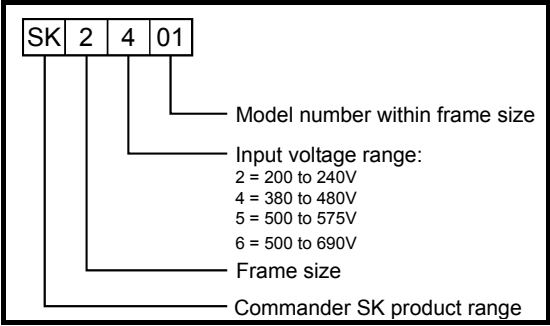 SK 2 4 01
Model number within frame size
Input voltage range:
2 = 200 to 240V
4 = 380 to 480V
5 = 500 to 575V
6 = 500 to 690V
Frame size
Commander SK product range